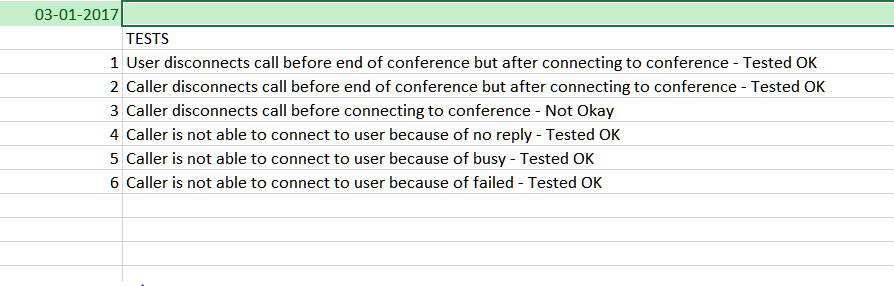 03-01-2017
TESTS
1 User disconnects call before end of conference but after connecting to conference - Tested OK
2 Caller disconnects call before end of conference but after connecting to conference - Tested OK
3 Caller disconnects call before connecting to conference - Not Okay
4 Caller is not able to connect to user because of no reply - Tested OK
5 Caller is not able to connect to user because of busy - Tested OK
6 Caller is not able to connect to user because of failed - Tested OK